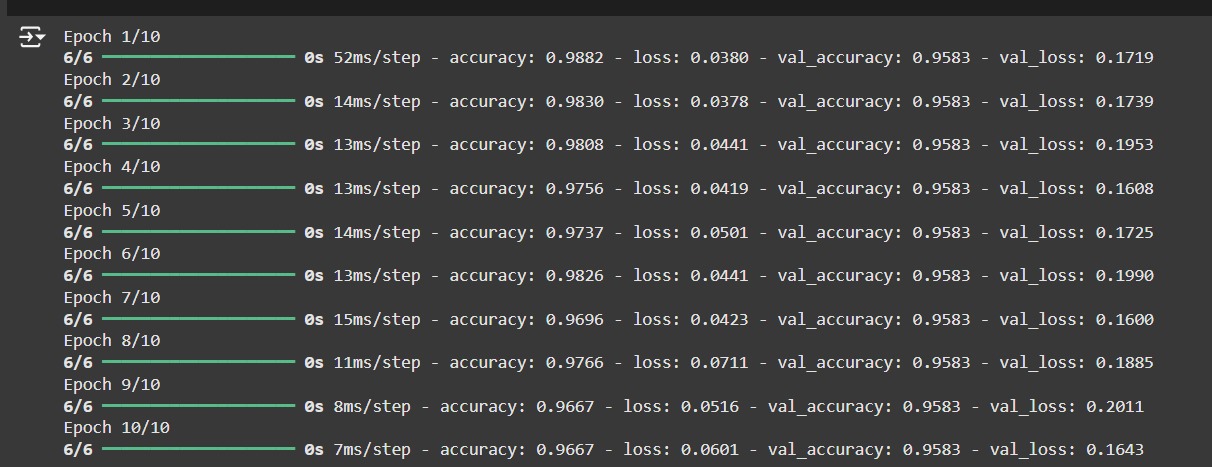 Epoch 1/10
6/6 ━━━━━━━━━━━━━━━━━━━━ 0s 52ms/step - accuracy: 0.9882 - loss: 0.0380 - val_accuracy: 0.9583 - val_loss: 0.1719
Epoch 2/10
6/6 ━━━━━━━━━━━━━━━━━━━━ 0s 14ms/step - accuracy: 0.9830 - loss: 0.0378 - val_accuracy: 0.9583 - val_loss: 0.1739
Epoch 3/10
6/6 ━━━━━━━━━━━━━━━━━━━━ 0s 13ms/step - accuracy: 0.9808 - loss: 0.0441 - val_accuracy: 0.9583 - val_loss: 0.1953
Epoch 4/10
6/6 ━━━━━━━━━━━━━━━━━━━━ 0s 13ms/step - accuracy: 0.9756 - loss: 0.0419 - val_accuracy: 0.9583 - val_loss: 0.1608
Epoch 5/10
6/6 ━━━━━━━━━━━━━━━━━━━━ 0s 14ms/step - accuracy: 0.9737 - loss: 0.0501 - val_accuracy: 0.9583 - val_loss: 0.1725
Epoch 6/10
6/6 ━━━━━━━━━━━━━━━━━━━━ 0s 13ms/step - accuracy: 0.9826 - loss: 0.0441 - val_accuracy: 0.9583 - val_loss: 0.1990
Epoch 7/10
6/6 ━━━━━━━━━━━━━━━━━━━━ 0s 15ms/step - accuracy: 0.9696 - loss: 0.0423 - val_accuracy: 0.9583 - val_loss: 0.1600
Epoch 8/10
6/6 ━━━━━━━━━━━━━━━━━━━━ 0s 11ms/step - accuracy: 0.9766 - loss: 0.0711 - val_accuracy: 0.9583 - val_loss: 0.1885
Epoch 9/10
6/6 ━━━━━━━━━━━━━━━━━━━━ 0s 8ms/step - accuracy: 0.9667 - loss: 0.0516 - val_accuracy: 0.9583 - val_loss: 0.2011
Epoch 10/10
6/6 ━━━━━━━━━━━━━━━━━━━━ 0s 7ms/step - accuracy: 0.9667 - loss: 0.0601 - val_accuracy: 0.9583 - val_loss: 0.1643